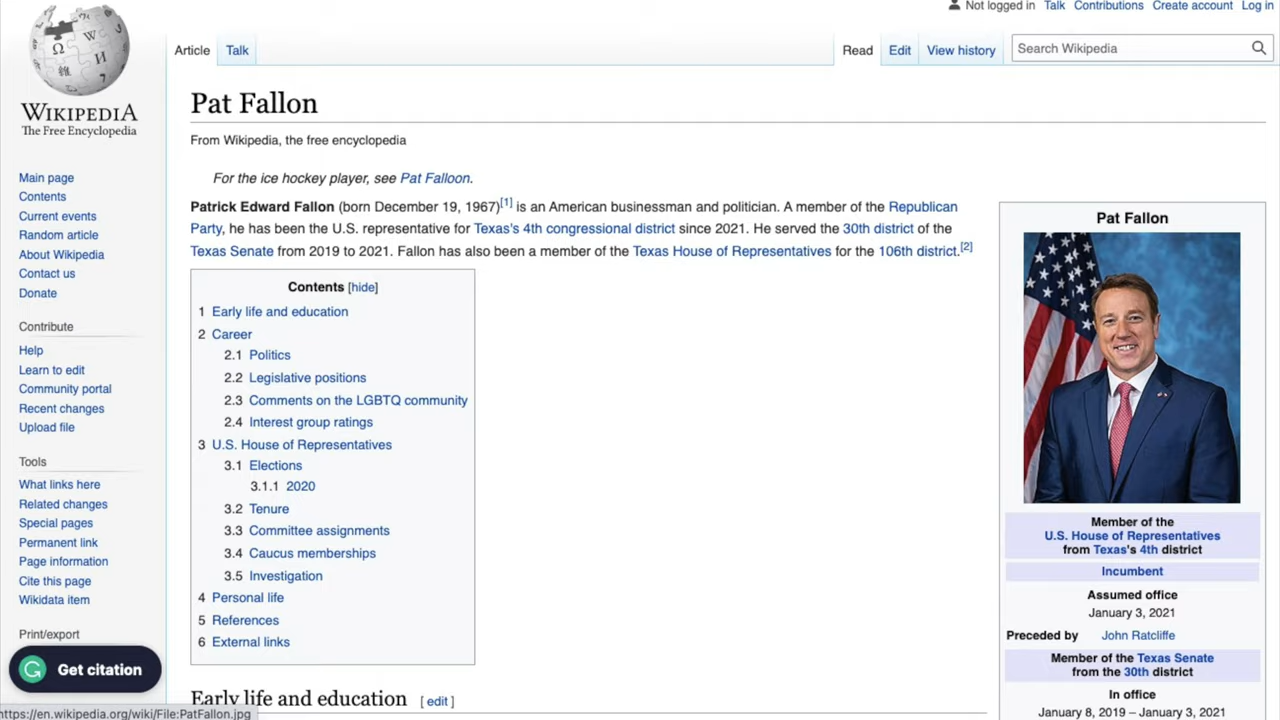 Not logged in Talk Contributions Create account Log in
Article Talk Read Edit View history Search Wikipedia
WIKIPEDIA
The Free Encyclopedia
Main page
Contents
Current events
Random article
About Wikipedia
Contact us
Donate
Contribute
Help
Learn to edit
Community portal
Recent changes
Upload file
Tools
What links here
Related changes
Special pages
Permanent link
Page information
Cite this page
Wikidata item
Print/export
Get citation
https://en.wikipedia.org/wiki/File:PatFallon.jpg
Pat Fallon
From Wikipedia, the free encyclopedia
For the ice hockey player, see Pat Falloon.
Patrick Edward Fallon (born December 19, 1967)[1] is an American businessman and politician. A member of the Republican
Party, he has been the U.S. representative for Texas's 4th congressional district since 2021. He served the 30th district of the
Texas Senate from 2019 to 2021. Fallon has also been a member of the Texas House of Representatives for the 106th district.[2]
Contents [hide]
1 Early life and education
2 Career
2.1 Politics
2.2 Legislative positions
2.3 Comments on the LGBTQ community
2.4 Interest group ratings
3 U.S. House of Representatives
3.1 Elections
3.1.1 2020
3.2 Tenure
3.3 Committee assignments
3.4 Caucus memberships
3.5 Investigation
4 Personal life
5 References
6 External links
Early life and education [ edit ]
Pat Fallon
Member of the
U.S. House of Representatives
from Texas's 4th district
Incumbent
Assumed office
January 3, 2021
Preceded by John Ratcliffe
Member of the Texas Senate
from the 30th district
In office
January 8, 2019 – January 3, 2021